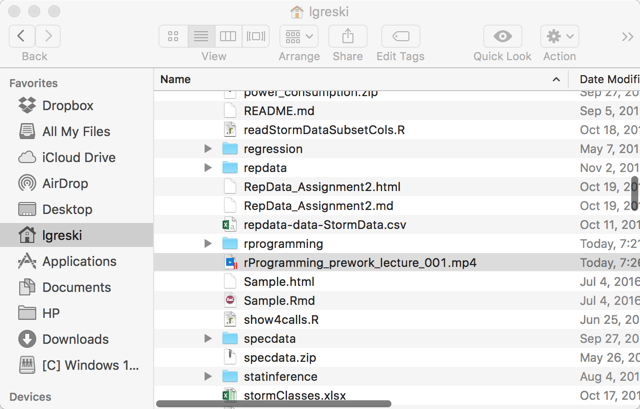 lgreski
Back
View
Arrange
Share
Edit Tags
Quick Look
Action
Favorites
Dropbox
All My Files
iCloud Drive
AirDrop
Desktop
lgreski
Applications
Documents
HP
Downloads
[C] Windows 1...
Devices
Name Date Modifi
power_consumption.zip Sep 27, 201
README.md Sep 5, 201
readStormDataSubsetCols.R Oct 18, 201
regression May 7, 201
repdata Nov 2, 201
RepData_Assignment2.html Oct 19, 201
RepData_Assignment2.md Oct 19, 201
repdata-data-StormData.csv Oct 11, 201
rprogramming Today, 7:21
rProgramming_prework_lecture_001.mp4 Today, 7:26
Sample.html Jul 4, 2016
Sample.Rmd Jul 4, 2016
show4calls.R Jun 25, 20
specdata Sep 27, 201
specdata.zip May 26, 20
statinference Aug 4, 201
stormClasses.xlsx Oct 17, 201